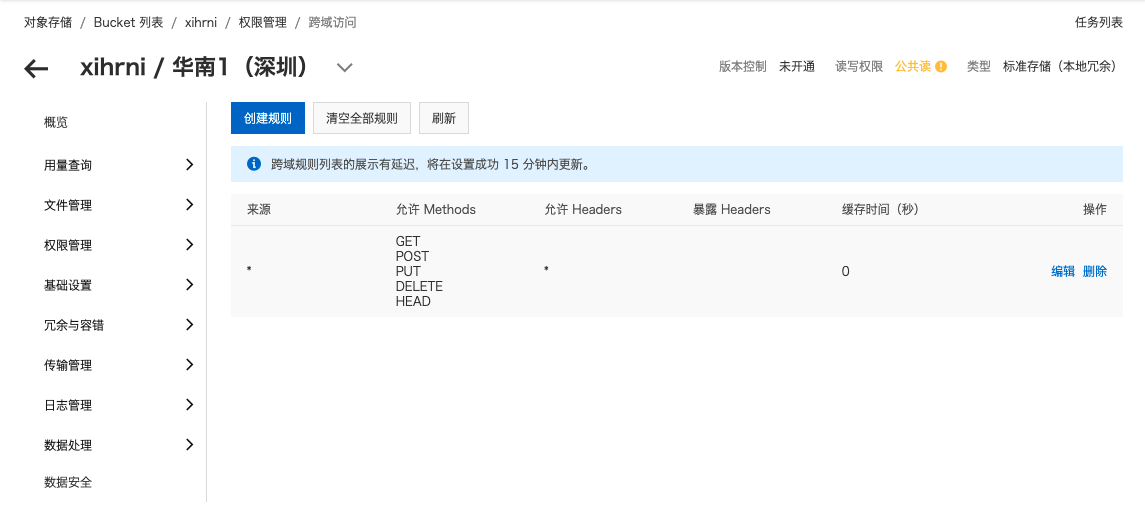 对象存储 / Bucket 列表 / xihrni / 权限管理 / 跨域访问 任务列表
xihrni / 华南1（深圳） 版本控制 未开通 读写权限 公共读 类型 标准存储（本地冗余）
概览
用量查询
文件管理
权限管理
基础设置
冗余与容错
传输管理
日志管理
数据处理
数据安全
创建规则 清空全部规则 刷新
跨域规则列表的展示有延迟，将在设置成功 15 分钟内更新。
来源 允许 Methods 允许 Headers 暴露 Headers 缓存时间（秒） 操作
GET
POST
* PUT * 0 编辑 删除
DELETE
HEAD